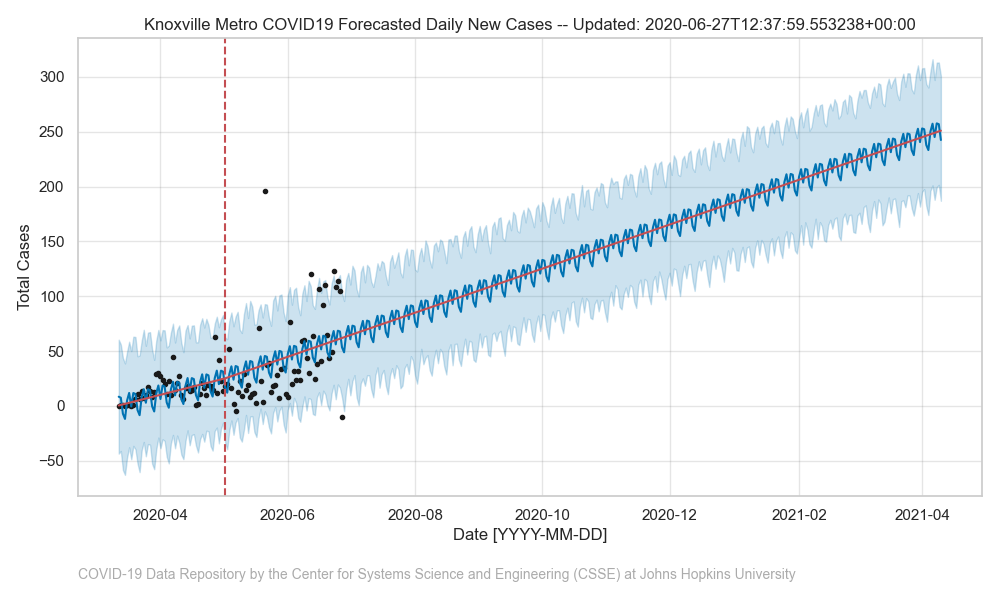 Knoxville Metro COVID19 Forecasted Daily New Cases -- Updated: 2020-06-27T12:37:59.553238+00:00
Total Cases
300
250
200
150
100
50
0
−50
2020-04 2020-06 2020-08 2020-10 2020-12 2021-02 2021-04
Date [YYYY-MM-DD]
COVID-19 Data Repository by the Center for Systems Science and Engineering (CSSE) at Johns Hopkins University